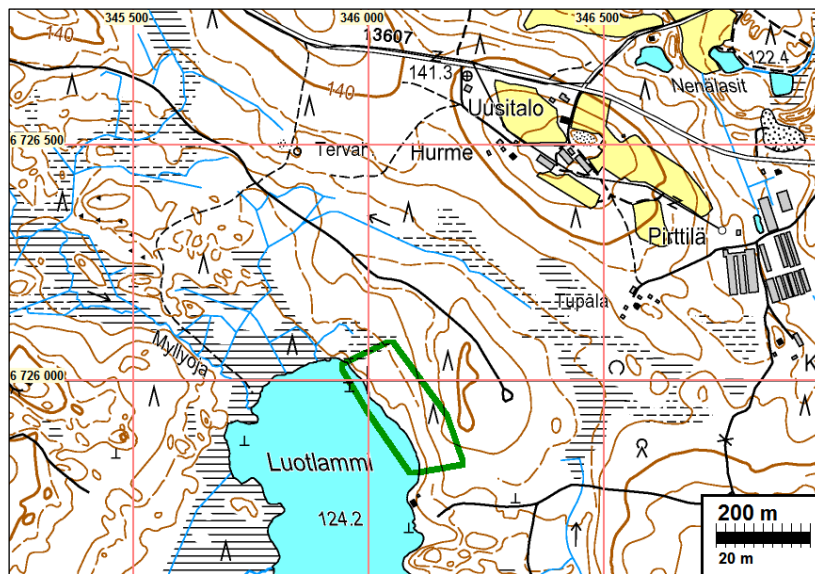 345 500
346 000
346 500
140
13607
141.3
140
122.4
Nenälasit
Uusitalo
6 726 500
Tervah
Hurme
Pirttilä
Tupala
Myllyoja
6 726 000
K
Luotlammi
124.2
200 m
20 m